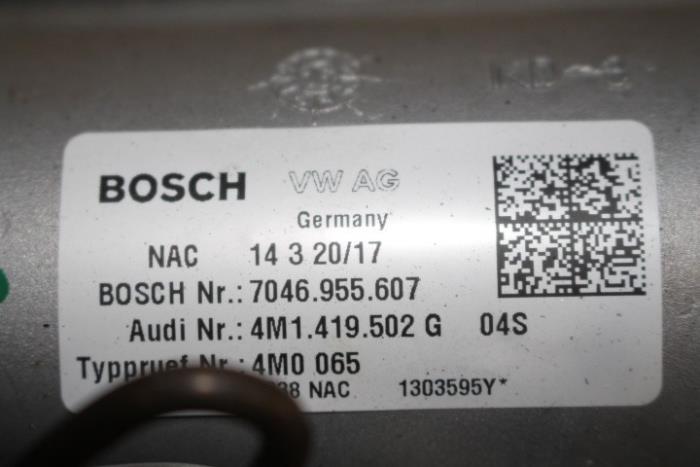 BOSCH VW AG
Germany
NAC 14 3 20/17
BOSCH Nr.: 7046.955.607
Audi Nr.: 4M1.419.502 G 04S
Typpruef Nr.: 4M0 065
NAC 1303595Y*